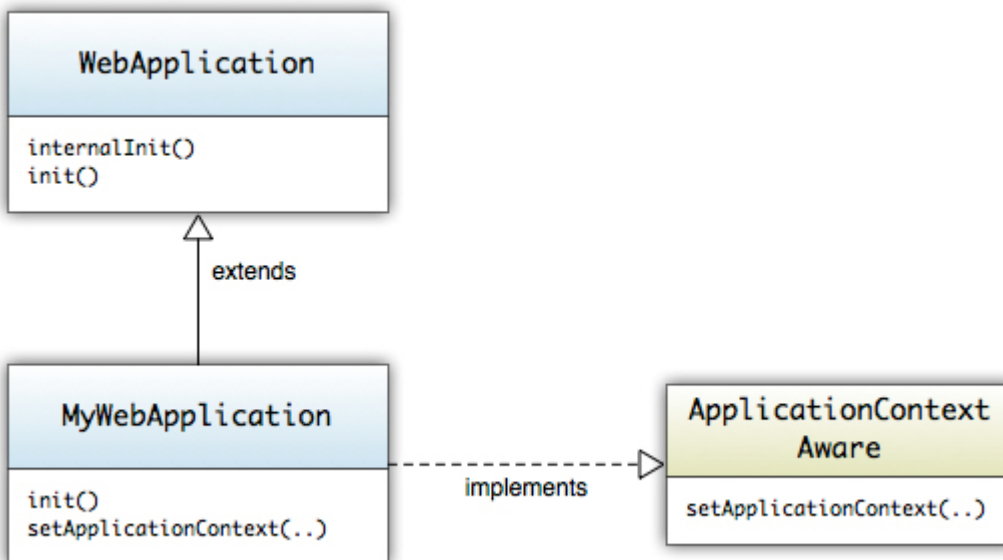 WebApplication
internalInit()
init()
extends
MyWebApplication
init()
setApplicationContext(..)
implements
ApplicationContext
Aware
setApplicationContext(..)